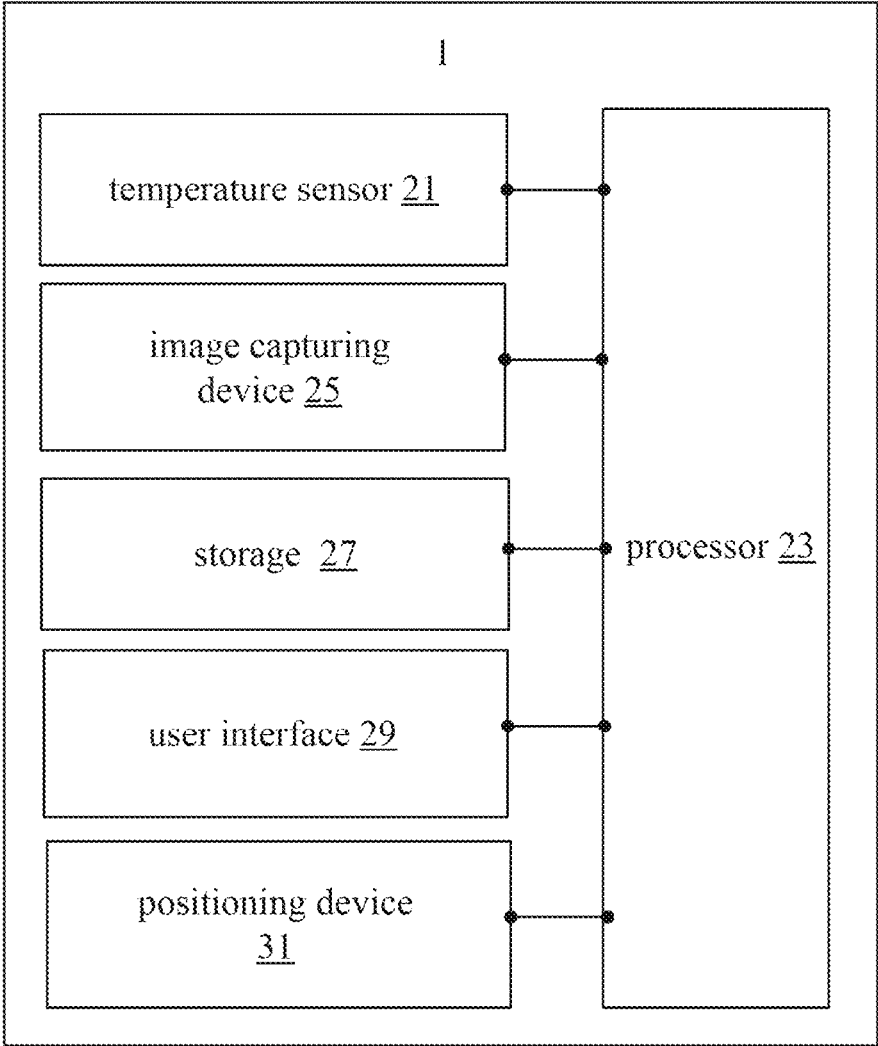 1
temperature sensor 21
image capturing
device 25
storage 27
processor 23
user interface 29
positioning device
31